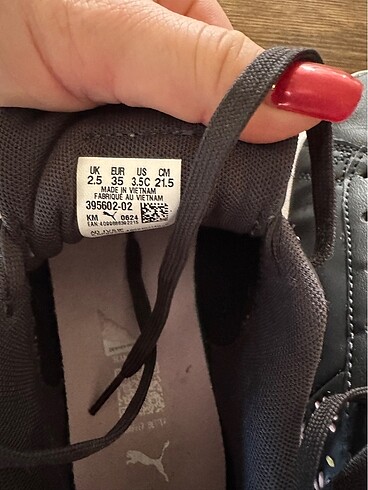 UK EUR US CM
2.5 35 3.5C 21.5
MADE IN VIETNAM
FABRIQUÉ AU VIETNAM
395602-02
KM 0624